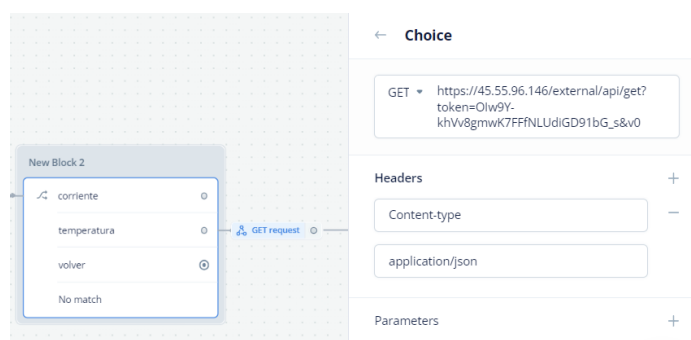 Choice
GET
https://45.55.96.146/external/api/get?
token=OIw9Y-
khVv8gmwK7FFfNLUdiGD91bG_s&v0
New Block 2
corriente
temperatura
GET request
volver
No match
Headers
Content-type
application/json
Parameters